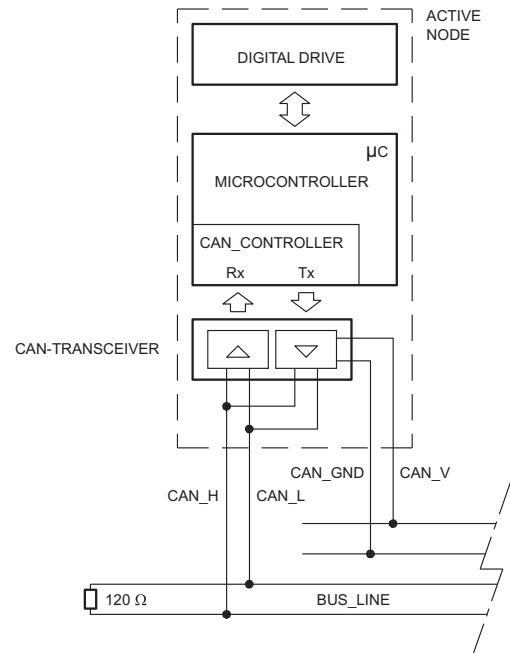 ACTIVE
NODE
DIGITAL DRIVE
µC
MICROCONTROLLER
CAN_CONTROLLER
Rx Tx
CAN-TRANSCEIVER
CAN_GND CAN_V
CAN_H CAN_L
120 Ω BUS_LINE